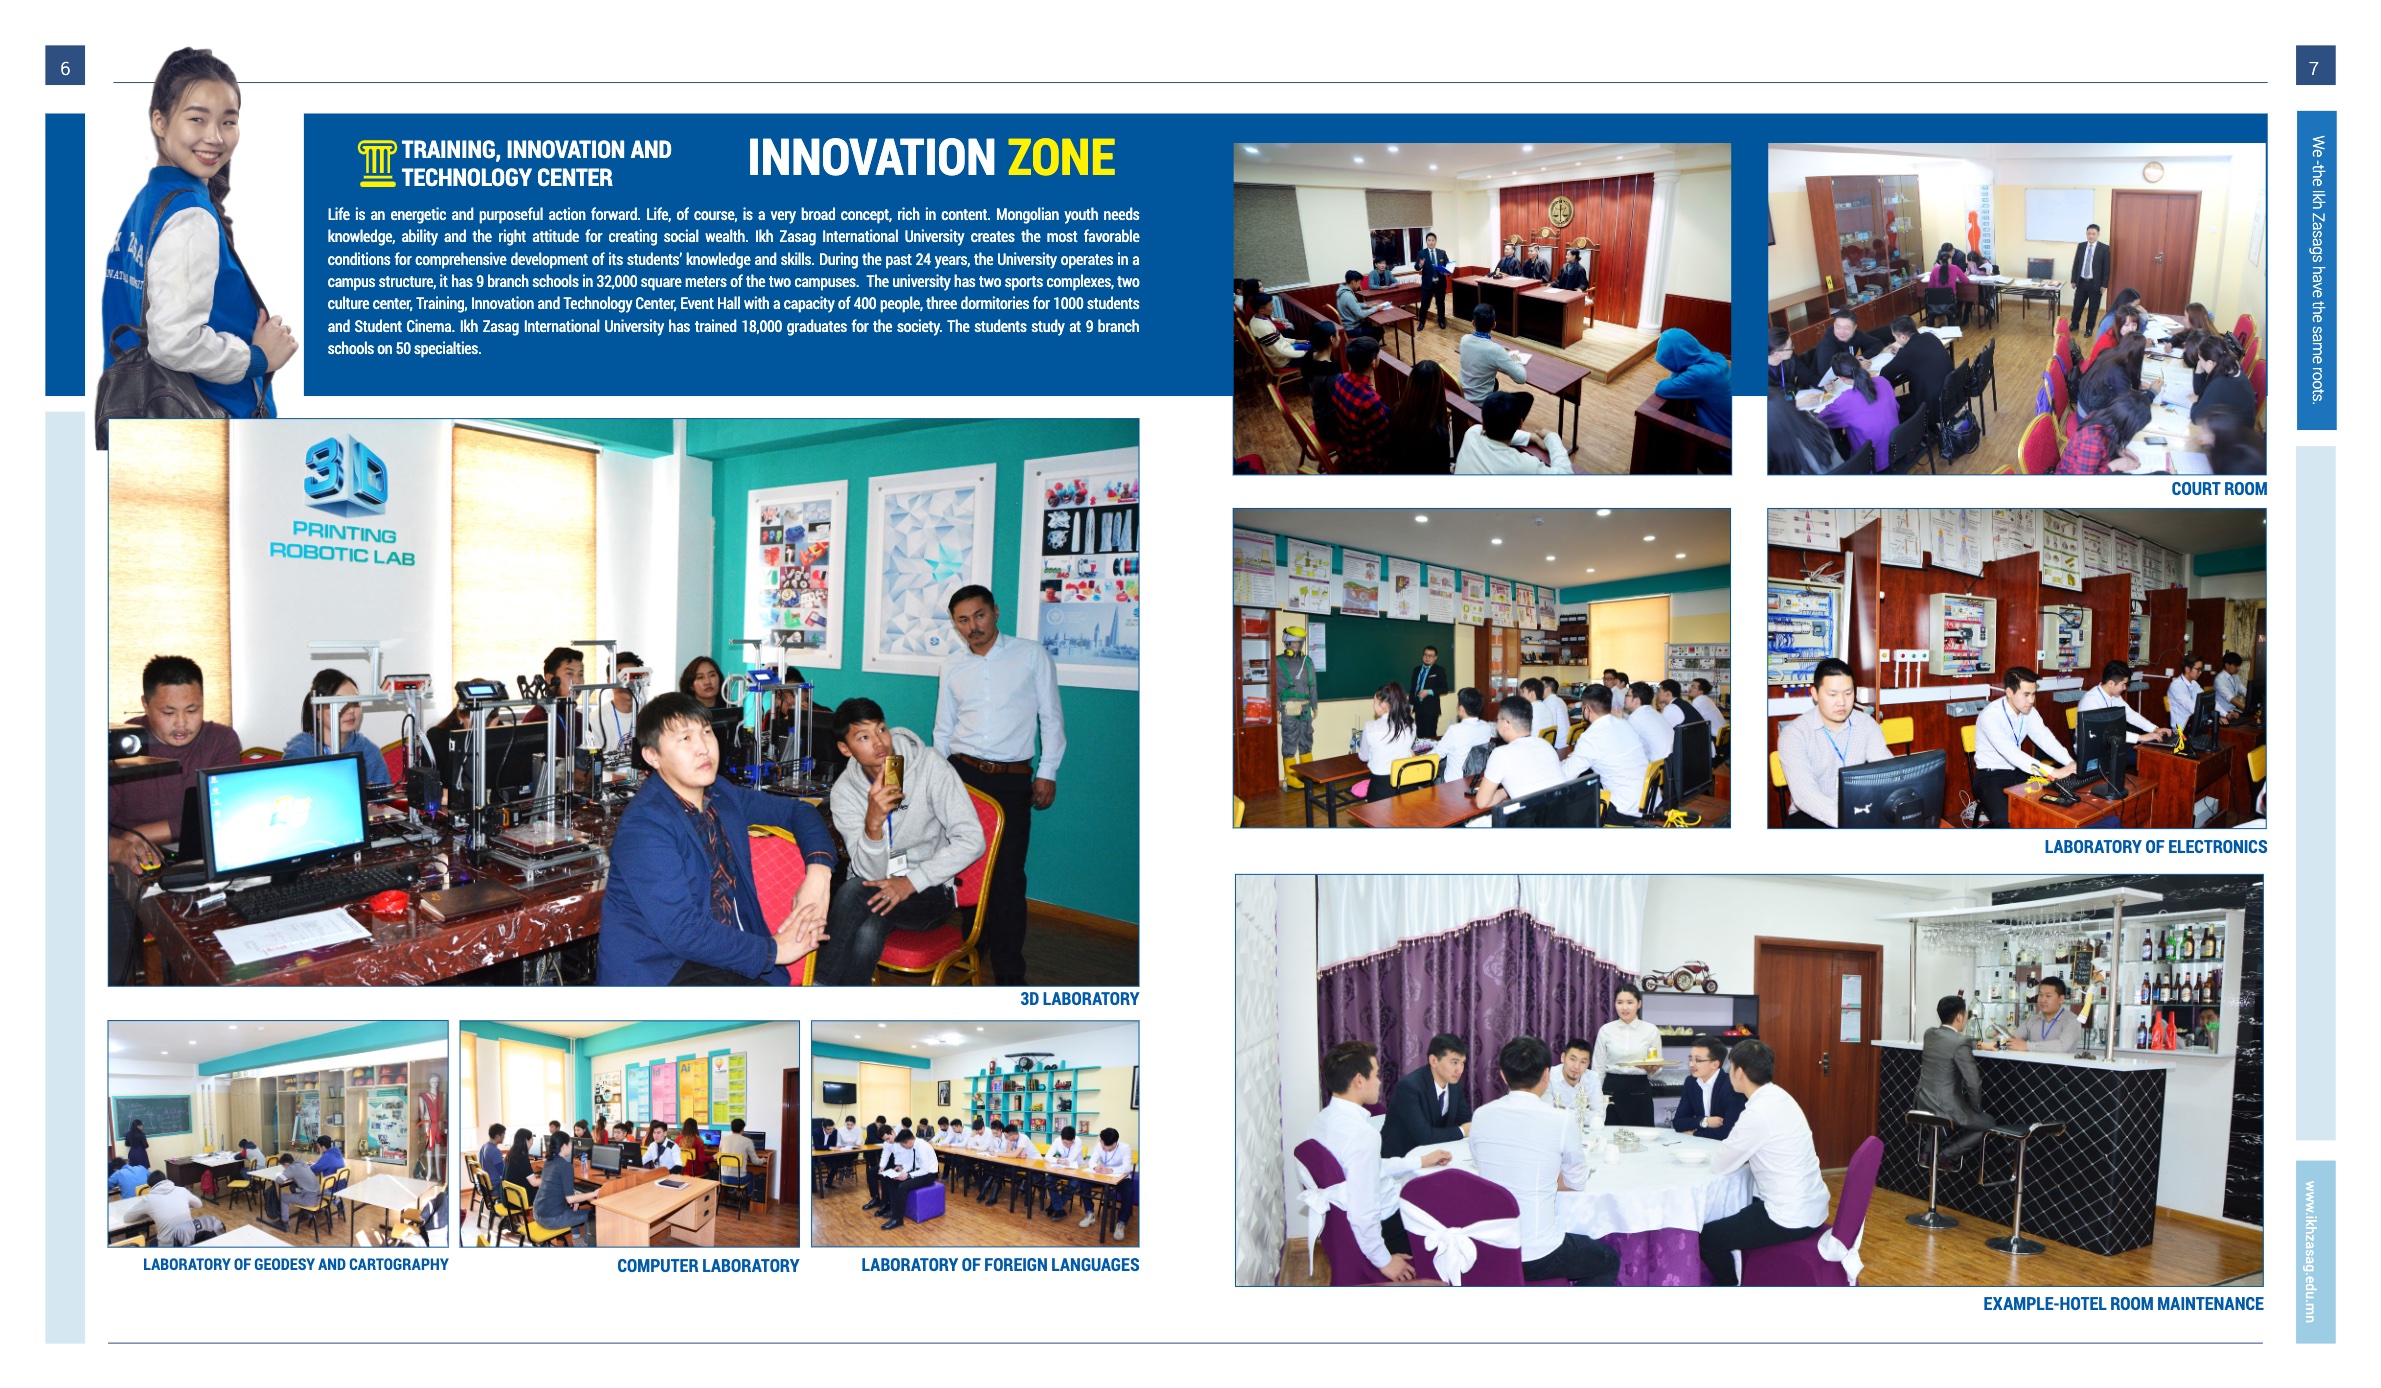 6
TRAINING, INNOVATION AND
TECHNOLOGY CENTER
INNOVATION ZONE
Life is an energetic and purposeful action forward. Life, of course, is a very broad concept, rich in content. Mongolian youth needs
knowledge, ability and the right attitude for creating social wealth. Ikh Zasag International University creates the most favorable
conditions for comprehensive development of its students' knowledge and skills. During the past 24 years, the University operates in a
campus structure, it has 9 branch schools in 32,000 square meters of the two campuses. The university has two sports complexes, two
culture center, Training, Innovation and Technology Center, Event Hall with a capacity of 400 people, three dormitories for 1000 students
and Student Cinema. Ikh Zasag International University has trained 18,000 graduates for the society. The students study at 9 branch
schools on 50 specialties.
3D
PRINTING
ROBOTIC LAB
3D LABORATORY
Ai
LABORATORY OF GEODESY AND CARTOGRAPHY
COMPUTER LABORATORY
LABORATORY OF FOREIGN LANGUAGES
7
COURT ROOM
LABORATORY OF ELECTRONICS
EXAMPLE-HOTEL ROOM MAINTENANCE
We -the Ikh Zasags have the same roots.
www.ikhzasag.edu.mn